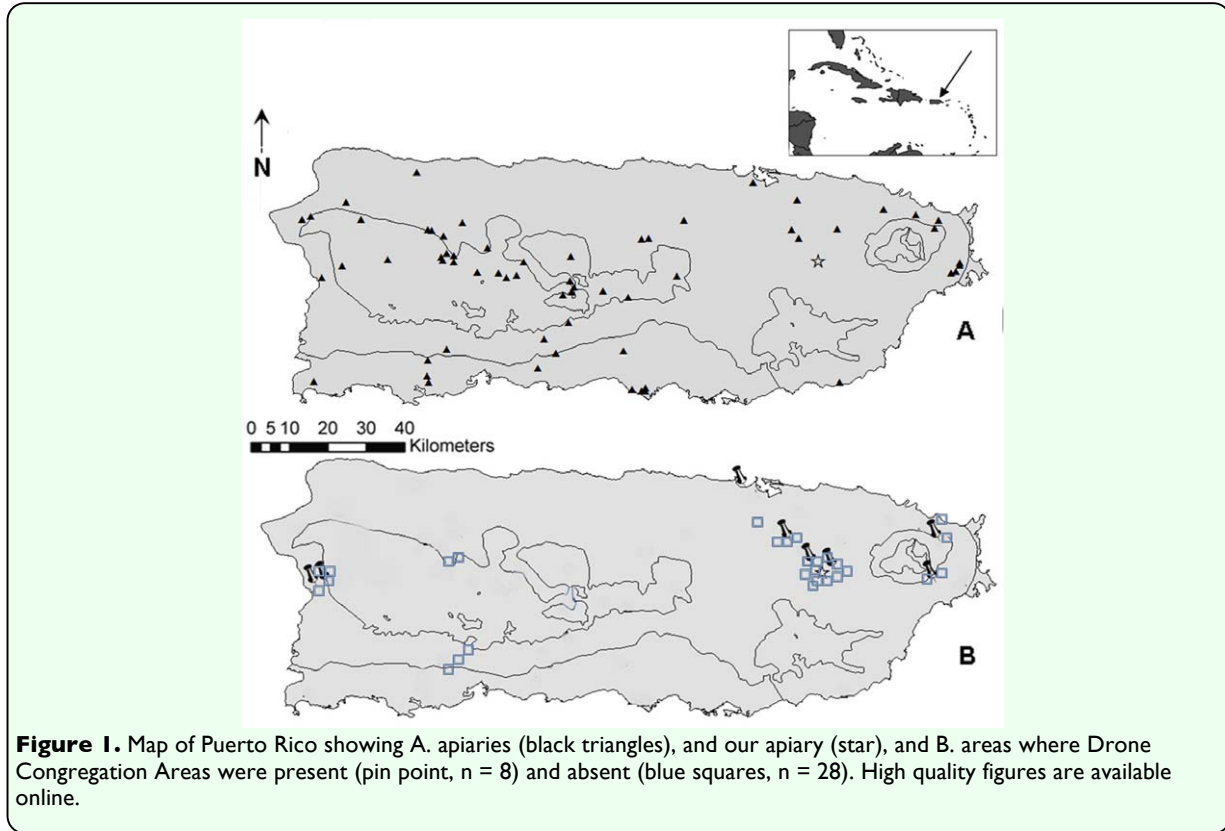 N
A
0 5 10 20 30 40
Kilometers
B
Figure 1. Map of Puerto Rico showing A. apiaries (black triangles), and our apiary (star), and B. areas where Drone
Congregation Areas were present (pin point, n = 8) and absent (blue squares, n = 28). High quality figures are available
online.